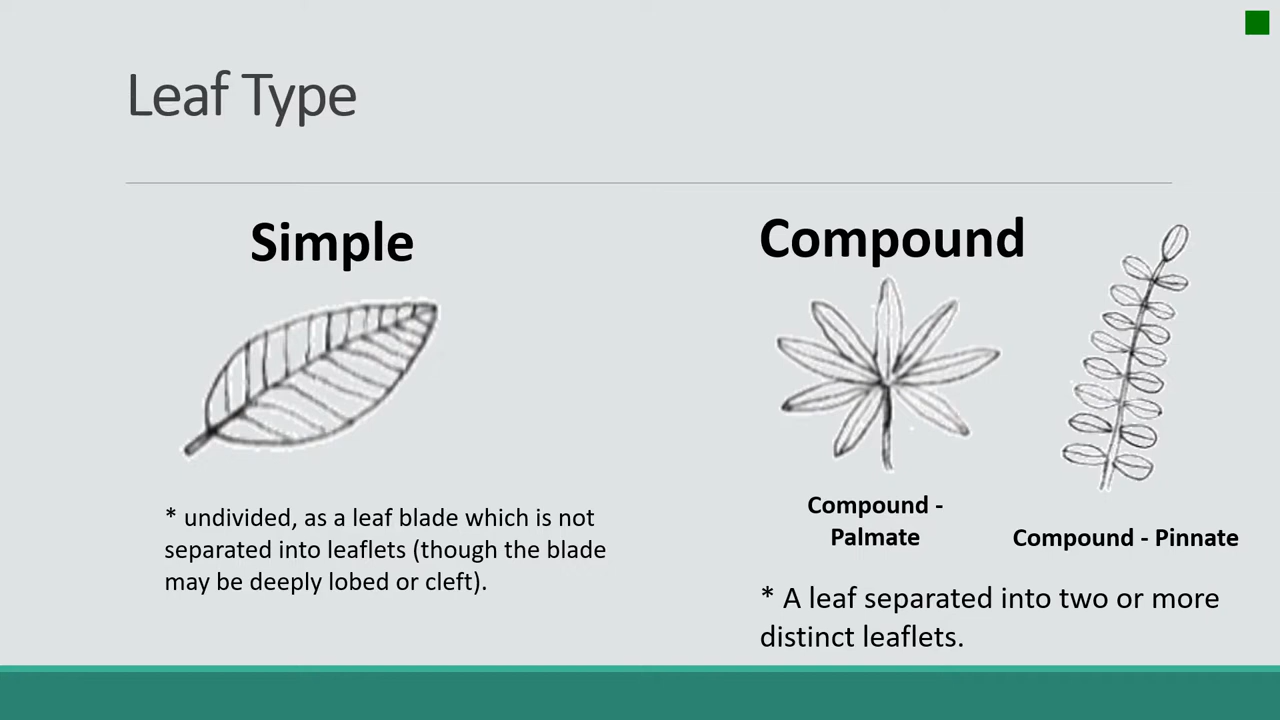 Leaf Type
Simple
* undivided, as a leaf blade which is not
separated into leaflets (though the blade
may be deeply lobed or cleft).
Compound
Compound -
Palmate
Compound - Pinnate
* A leaf separated into two or more
distinct leaflets.